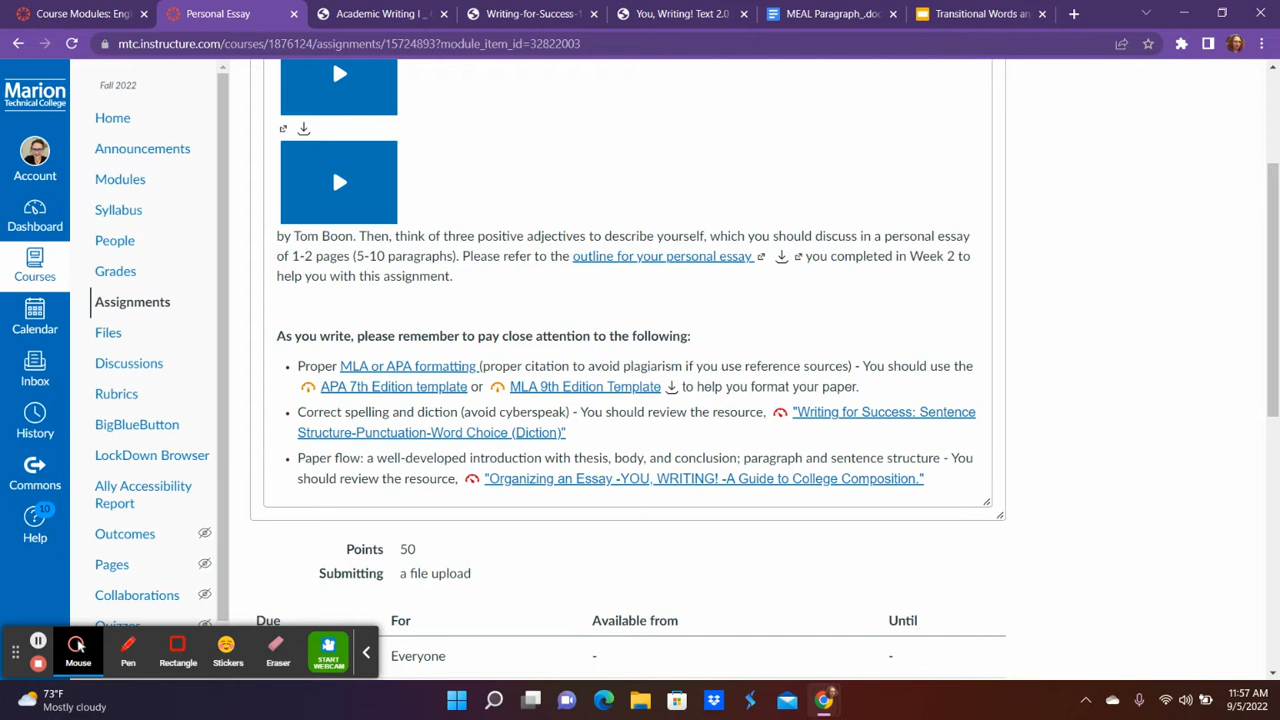 Course Modules: Engl
Personal Essay
Academic Writing I _
Writing-for-Success-1
You, Writing! Text 2.0
MEAL Paragraph_.doc
Transitional Words an
mtc.instructure.com/courses/1876124/assignments/15724893?module_item_id=32822003
Marion
Technical College
Account
Dashboard
Courses
Calendar
Inbox
History
Commons
10
Help
Fall 2022
Home
Announcements
Modules
Syllabus
People
Grades
Assignments
Files
Discussions
Rubrics
BigBlueButton
LockDown Browser
Ally Accessibility
Report
Outcomes
Pages
Collaborations
Quizzes
by Tom Boon. Then, think of three positive adjectives to describe yourself, which you should discuss in a personal essay
of 1-2 pages (5-10 paragraphs). Please refer to the outline for your personal essay you completed in Week 2 to
help you with this assignment.
As you write, please remember to pay close attention to the following:
• Proper MLA or APA formatting (proper citation to avoid plagiarism if you use reference sources) - You should use the
APA 7th Edition template or MLA 9th Edition Template to help you format your paper.
• Correct spelling and diction (avoid cyberspeak) - You should review the resource, "Writing for Success: Sentence
Structure-Punctuation-Word Choice (Diction)"
• Paper flow: a well-developed introduction with thesis, body, and conclusion; paragraph and sentence structure - You
should review the resource, "Organizing an Essay -YOU, WRITING! -A Guide to College Composition."
Points 50
Submitting a file upload
Due For Available from Until
Everyone - -
Mouse
Pen
Rectangle
Stickers
Eraser
START
WEBCAM
73°F
Mostly cloudy
11:57 AM
9/5/2022